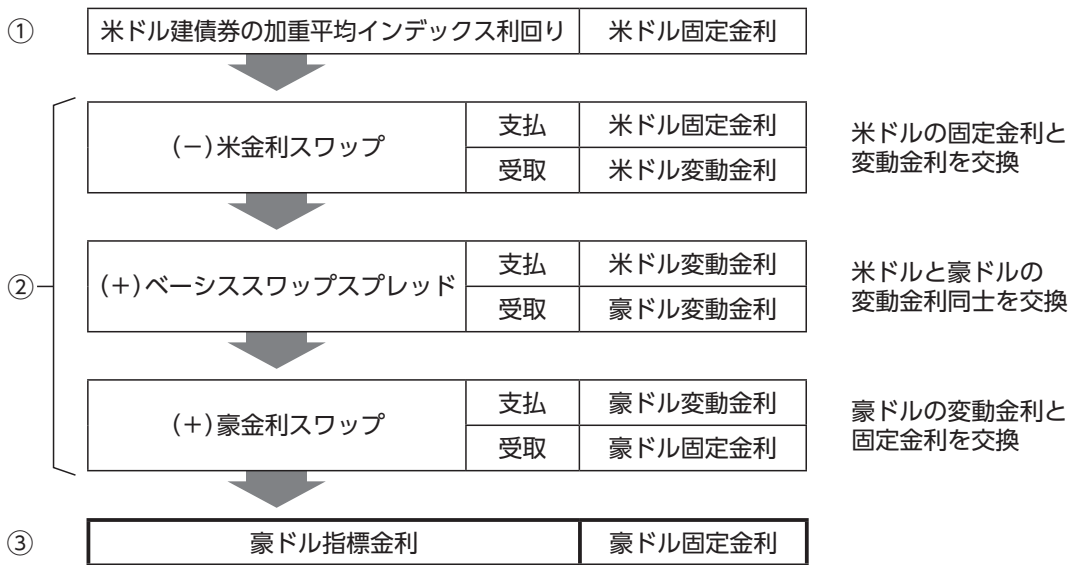 ①
米ドル建債券の加重平均インデックス利回り 米ドル固定金利
②
(－)米金利スワップ
支払 米ドル固定金利
受取 米ドル変動金利
米ドルの固定金利と
変動金利を交換
(＋)ベーシススワップスプレッド
支払 米ドル変動金利
受取 豪ドル変動金利
米ドルと豪ドルの
変動金利同士を交換
(＋)豪金利スワップ
支払 豪ドル変動金利
受取 豪ドル固定金利
豪ドルの変動金利と
固定金利を交換
③
豪ドル指標金利 豪ドル固定金利